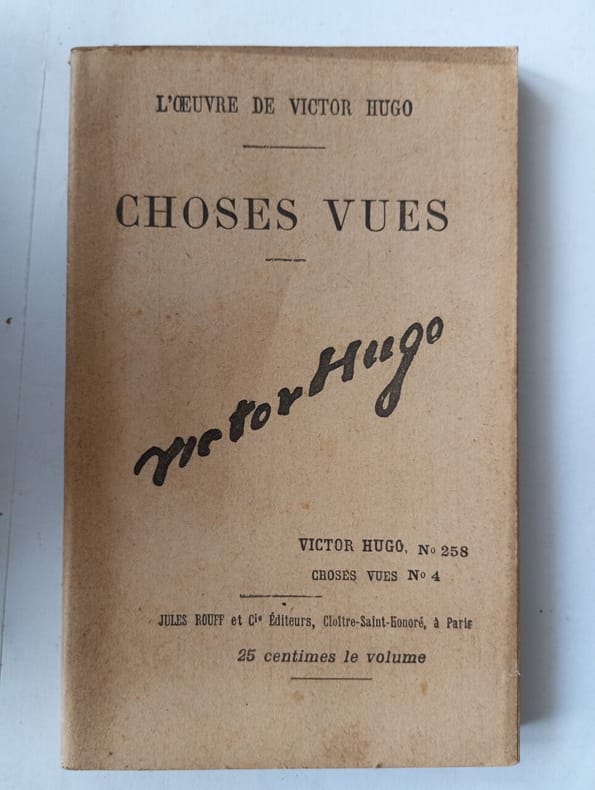 L'ŒUVRE DE VICTOR HUGO
CHOSES VUES
Victor Hugo
VICTOR HUGO, No 258
CHOSES VUES No 4
JULES ROUFF et Cie Éditeurs, Cloître-Saint-Honoré, à Paris
25 centimes le volume